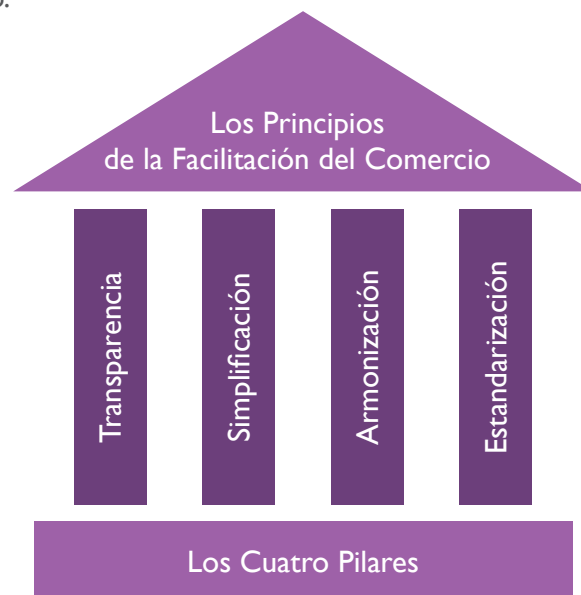 Los Principios
de la Facilitación del Comercio
Transparencia
Simplificación
Armonización
Estandarización
Los Cuatro Pilares